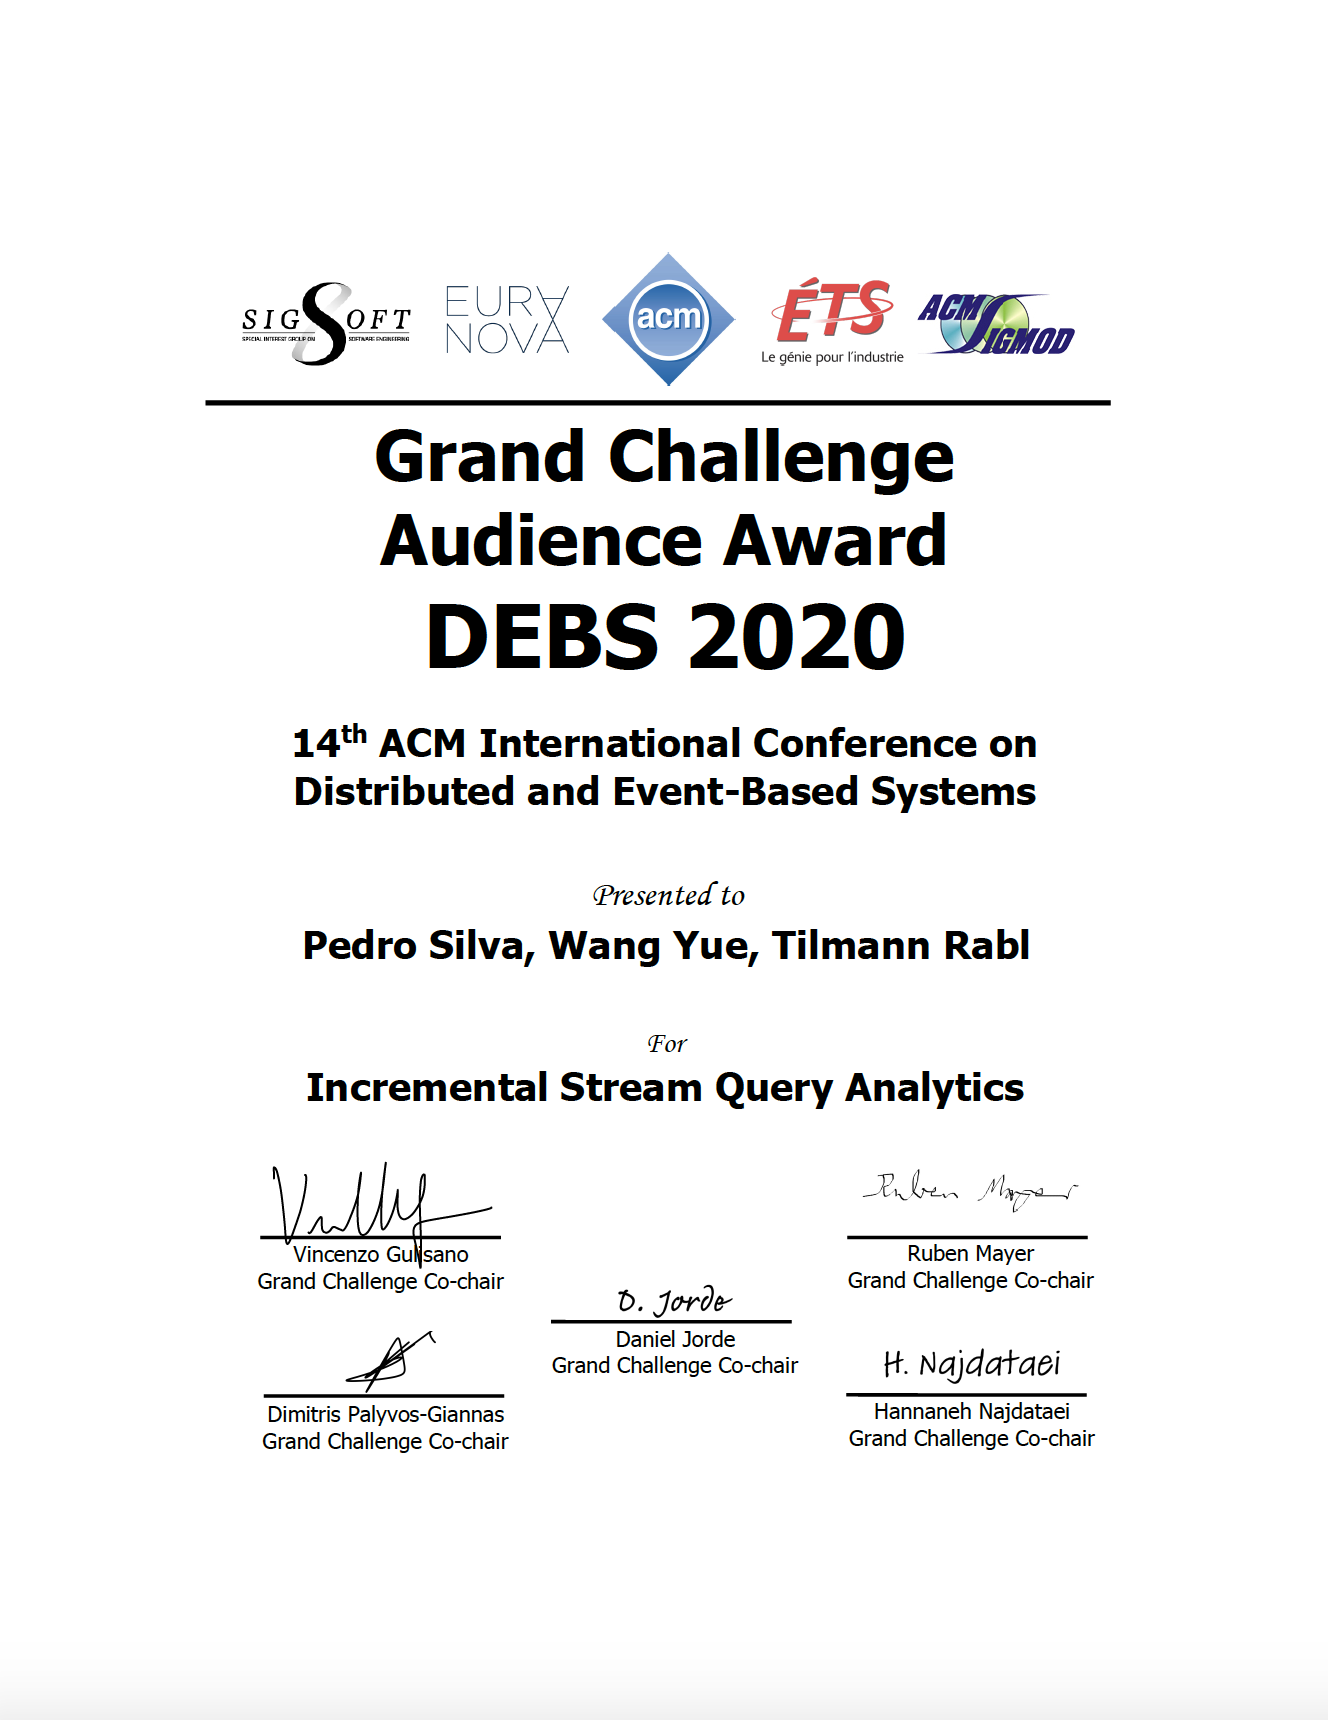 SIGSOFT
SPECIAL INTEREST GROUP ON SOFTWARE ENGINEERING
EURA
NOVA
acm
ÉTS
Le génie pour l'industrie
ACM
SIGMOD
Grand Challenge
Audience Award
DEBS 2020
14th ACM International Conference on
Distributed and Event-Based Systems
Presented to
Pedro Silva, Wang Yue, Tilmann Rabl
For
Incremental Stream Query Analytics
Vincenzo Gulisano
Grand Challenge Co-chair
Ruben Mayer
Ruben Mayer
Grand Challenge Co-chair
D. Jorde
Daniel Jorde
Grand Challenge Co-chair
Dimitris Palyvos-Giannas
Grand Challenge Co-chair
H. Najdataei
Hannaneh Najdataei
Grand Challenge Co-chair